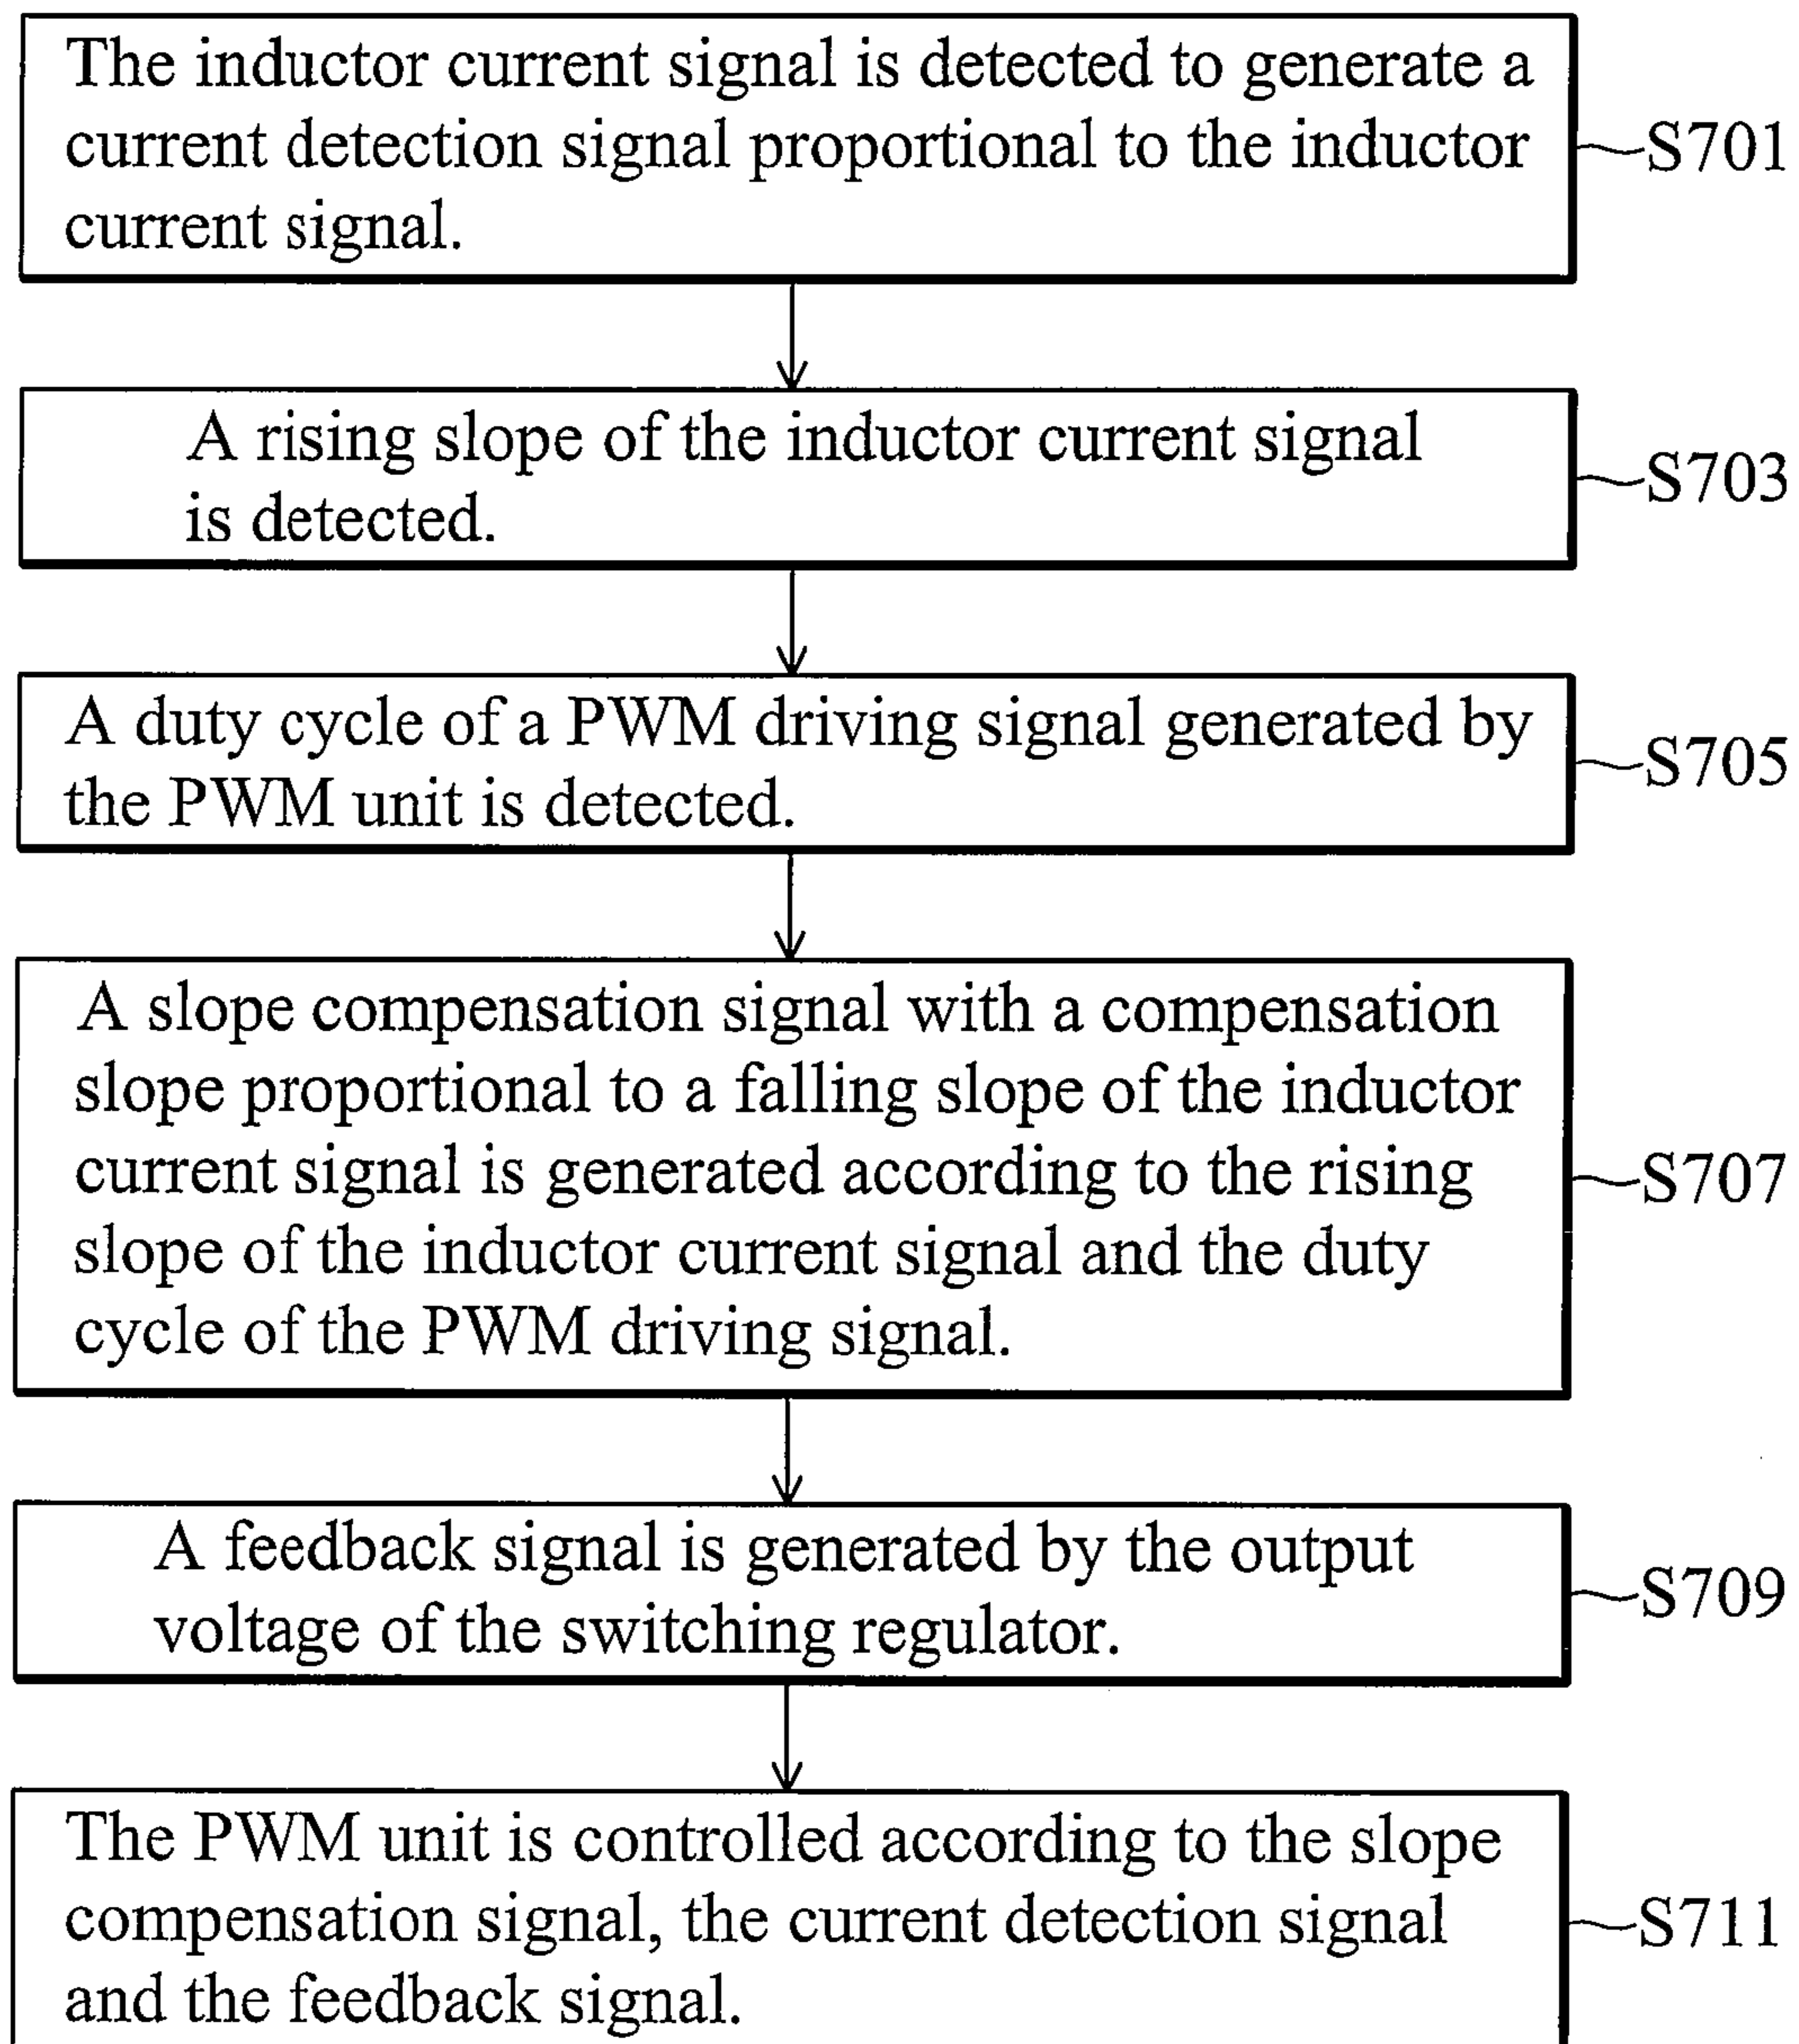 The inductor current signal is detected to generate a
current detection signal proportional to the inductor
current signal.
S701
A rising slope of the inductor current signal
is detected.
S703
A duty cycle of a PWM driving signal generated by
the PWM unit is detected.
S705
A slope compensation signal with a compensation
slope proportional to a falling slope of the inductor
current signal is generated according to the rising
slope of the inductor current signal and the duty
cycle of the PWM driving signal.
S707
A feedback signal is generated by the output
voltage of the switching regulator.
S709
The PWM unit is controlled according to the slope
compensation signal, the current detection signal
and the feedback signal.
S711